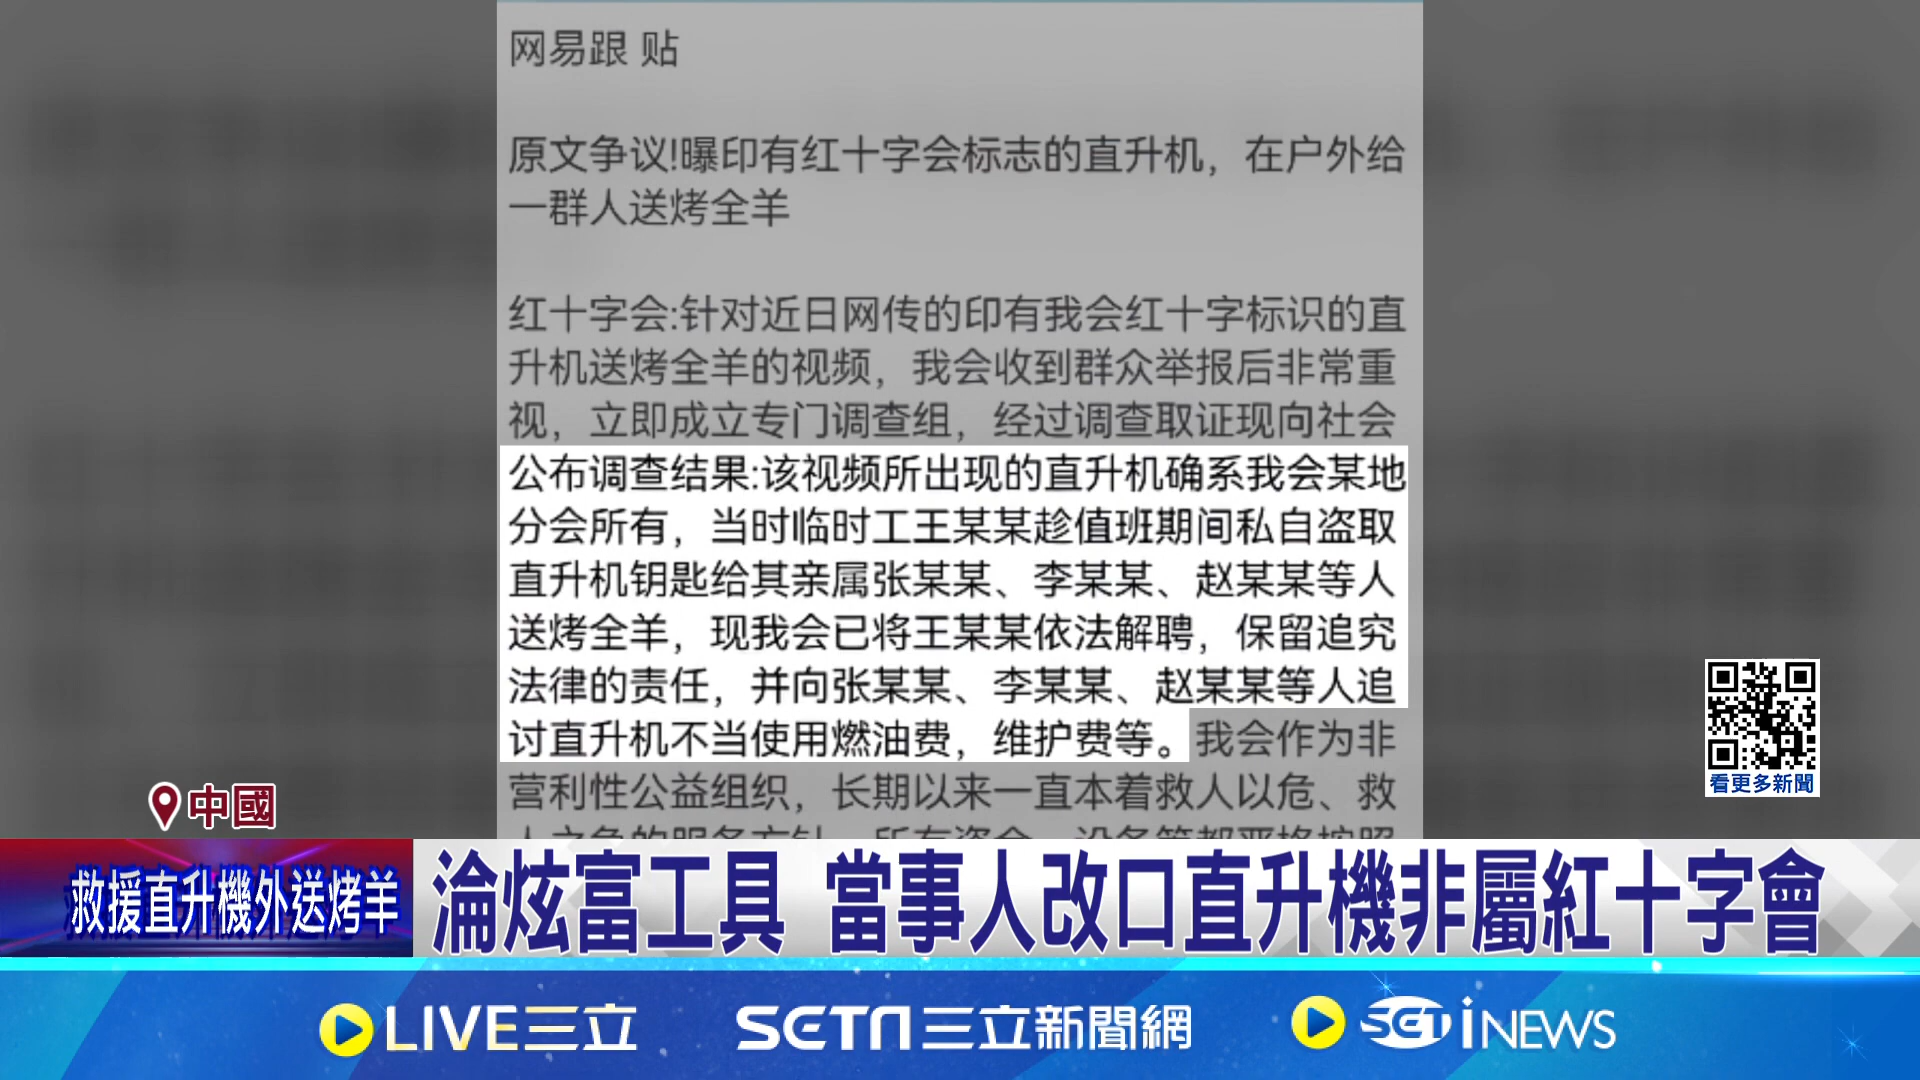 网易跟 贴
原文争议!曝印有红十字会标志的直升机，在户外给
一群人送烤全羊
红十字会:针对近日网传的印有我会红十字标识的直
升机送烤全羊的视频，我会收到群众举报后非常重
视，立即成立专门调查组，经过调查取证现向社会
公布调查结果:该视频所出现的直升机确系我会某地
分会所有，当时临时工王某某趁值班期间私自盗取
直升机钥匙给其亲属张某某、李某某、赵某某等人
送烤全羊，现我会已将王某某依法解聘，保留追究
法律的责任，并向张某某、李某某、赵某某等人追
讨直升机不当使用燃油费，维护费等。我会作为非
营利性公益组织，长期以来一直本着救人以危、救
看更多新聞
中國
救援直升機外送烤羊
淪炫富工具 當事人改口直升機非屬紅十字會
LIVE三立
SETN三立新聞網
SET iNEWS